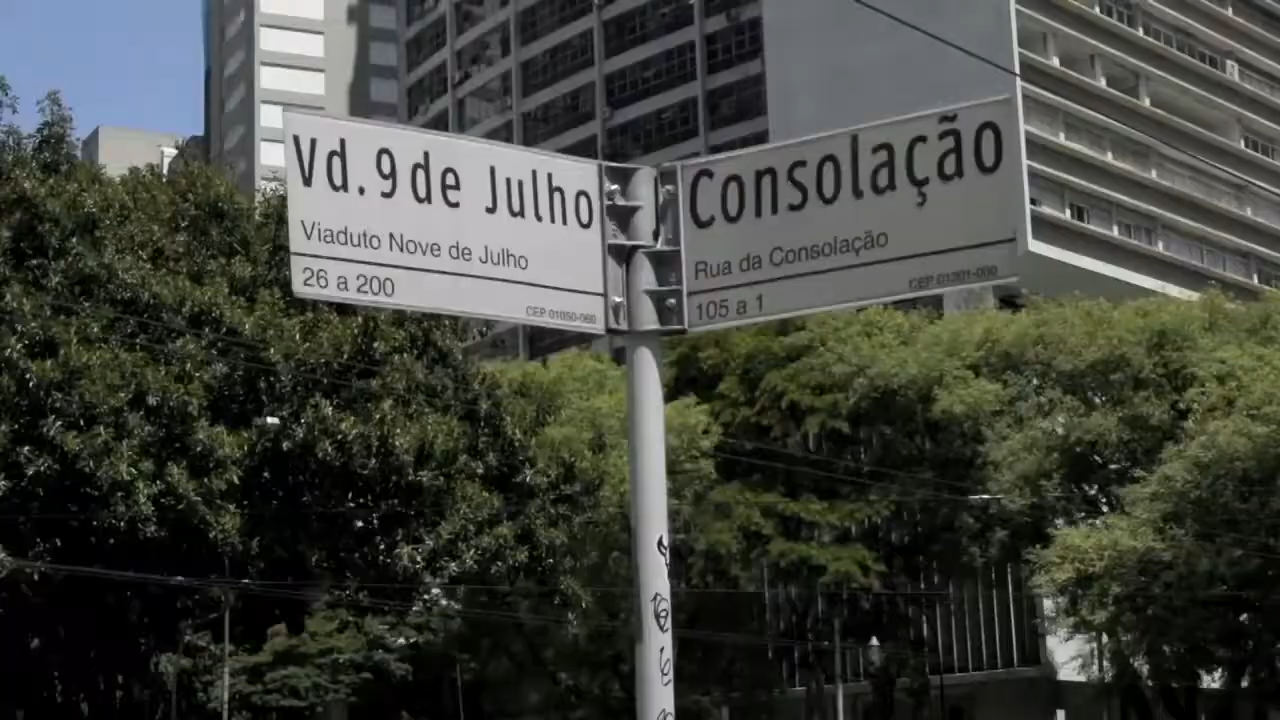 Vd. 9 de Julho
Viaduto Nove de Julho
26 a 200
CEP 01050-060
Consolação
Rua da Consolação
105 a 1
CEP 01301-000